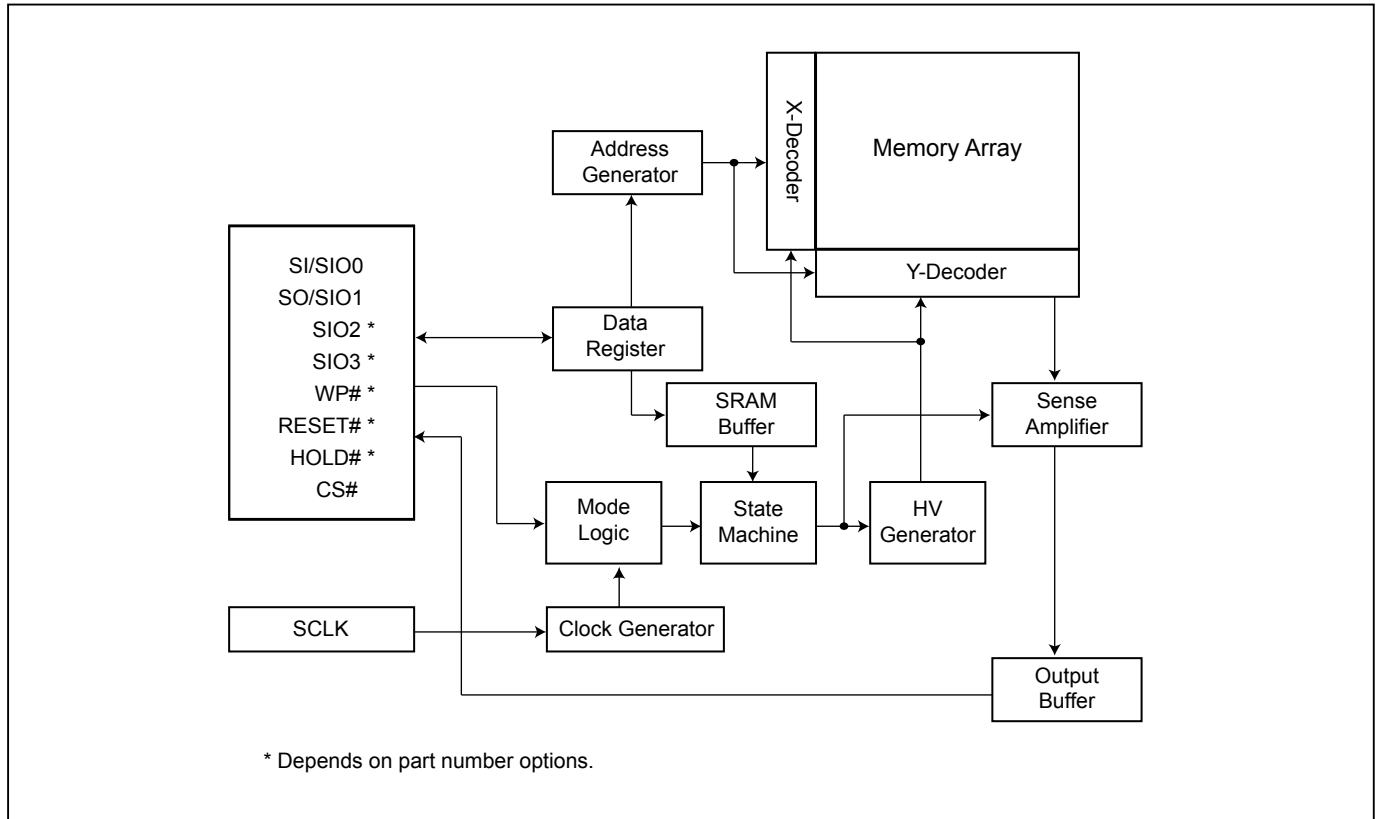 X-Decoder
Memory Array
Address
Generator
Y-Decoder
SI/SIO0
SO/SIO1
SIO2 *
SIO3 *
WP# *
RESET# *
HOLD# *
CS#
Data
Register
SRAM
Buffer
Sense
Amplifier
Mode
Logic
State
Machine
HV
Generator
SCLK
Clock Generator
Output
Buffer
* Depends on part number options.